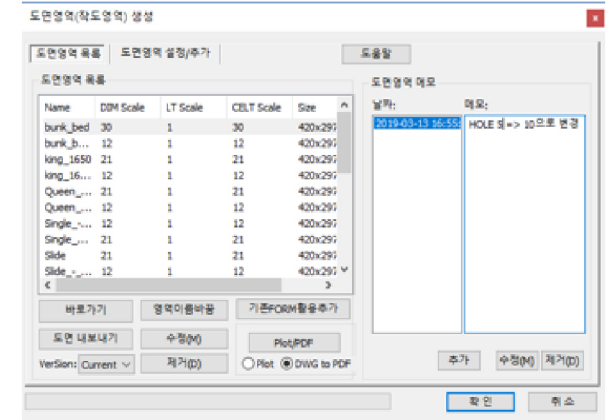 도면영역(작도영역) 생성
도면영역 목록 도면영역 설정/추가 도움말
도면영역 목록
Name DIM Scale LT Scale CELT Scale Size
bunk_bed 30 1 30 420x297
bunk_b... 12 1 12 420x297
king_1650 21 1 21 420x297
king_16... 12 1 12 420x297
Queen_... 21 1 21 420x297
Queen_... 12 1 12 420x297
Single_-... 12 1 12 420x297
Single_... 21 1 21 420x297
Slide 21 1 21 420x297
Slide_-_... 12 1 12 420x297
바로가기 영역이름바꿈 기존FORM활용추가
도면 내보내기 수정(M) Plot/PDF
VerSion: Current 제거(D) Plot DWG to PDF
도면영역 메모
날짜: 메모:
2019-03-13 16:55: HOLE => 10으로 변경
추가 수정(M) 제거(D)
확인 취소